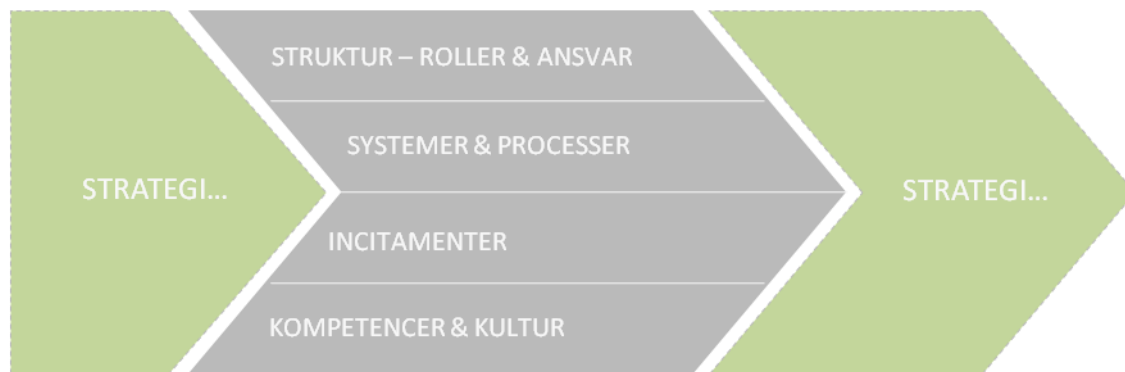 STRATEGI...
STRUKTUR – ROLLER & ANSVAR
SYSTEMER & PROCESSER
INCITAMENTER
KOMPETENCER & KULTUR
STRATEGI...